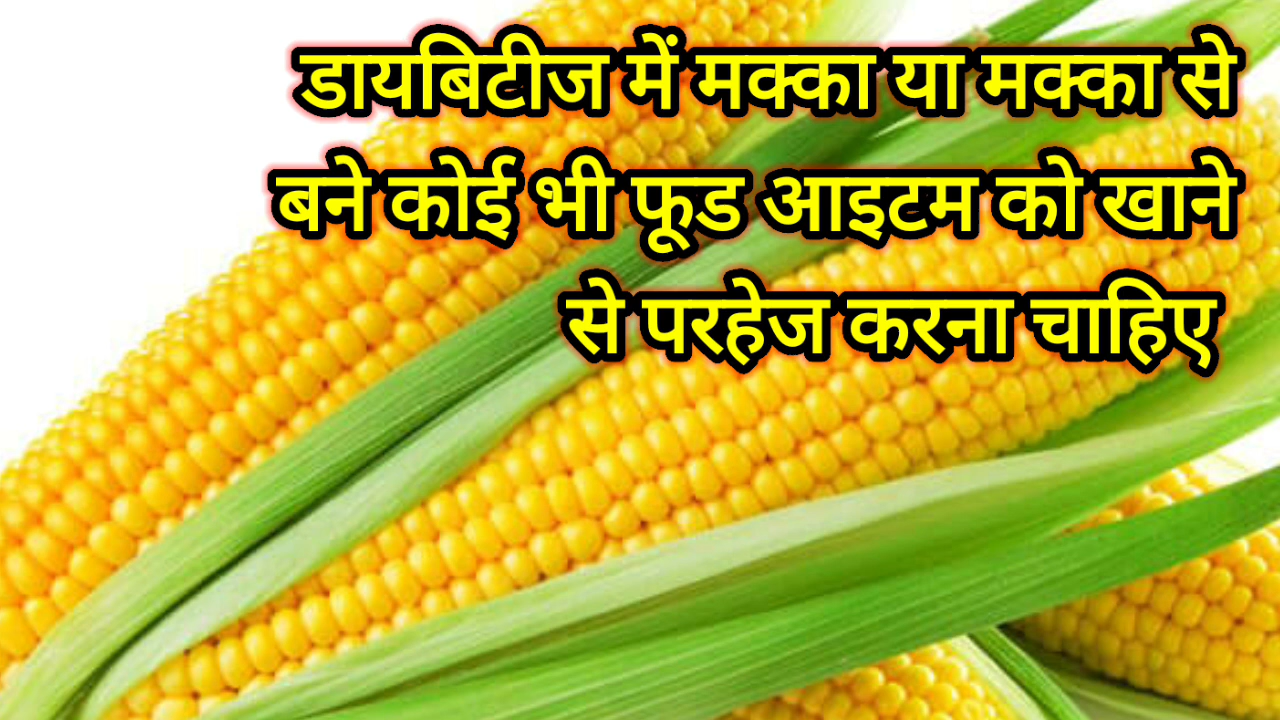 डायबिटीज में मक्का या मक्का से
बने कोई भी फूड आइटम को खाने
से परहेज करना चाहिए